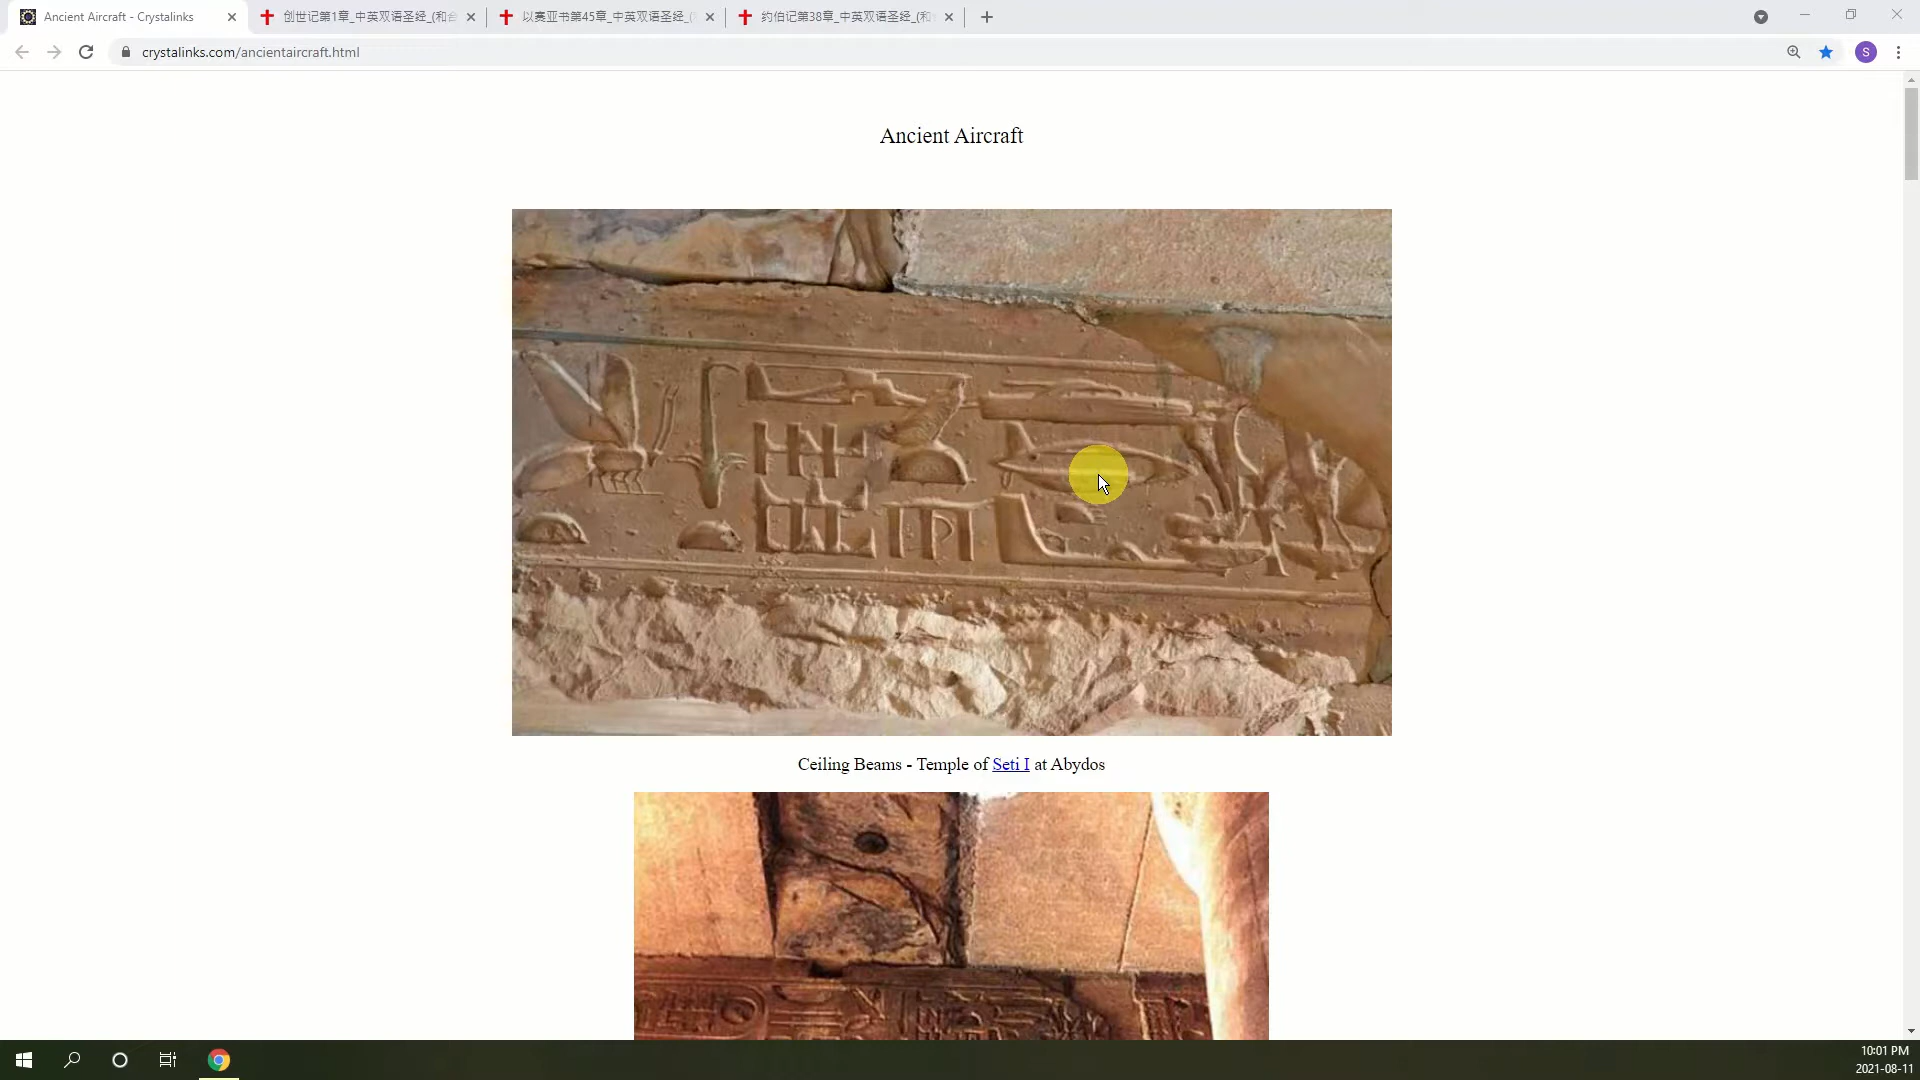 Ancient Aircraft - Crystalinks
创世记第1章_中英双语圣经_(和合
以赛亚书第45章_中英双语圣经_(
约伯记第38章_中英双语圣经_(和
crystalinks.com/ancientaircraft.html
S
Ancient Aircraft
Ceiling Beams - Temple of Seti I at Abydos
10:01 PM
2021-08-11